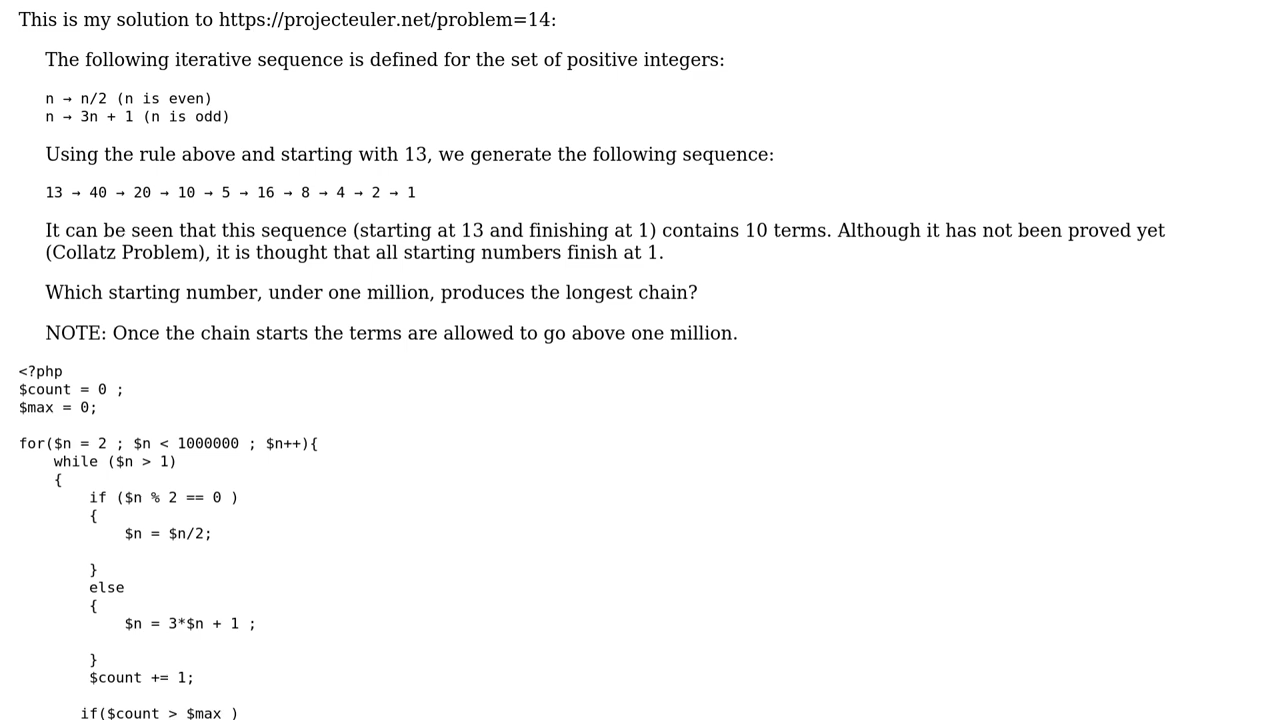 This is my solution to https://projecteuler.net/problem=14:
The following iterative sequence is defined for the set of positive integers:
n → n/2 (n is even)
n → 3n + 1 (n is odd)
Using the rule above and starting with 13, we generate the following sequence:
13 → 40 → 20 → 10 → 5 → 16 → 8 → 4 → 2 → 1
It can be seen that this sequence (starting at 13 and finishing at 1) contains 10 terms. Although it has not been proved yet
(Collatz Problem), it is thought that all starting numbers finish at 1.
Which starting number, under one million, produces the longest chain?
NOTE: Once the chain starts the terms are allowed to go above one million.
<?php
$count = 0 ;
$max = 0;
for($n = 2 ; $n < 1000000 ; $n++){
    while ($n > 1)
    {
        if ($n % 2 == 0 )
        {
            $n = $n/2;
        }
        else
        {
            $n = 3*$n + 1 ;
        }
        $count += 1;
       if($count > $max )